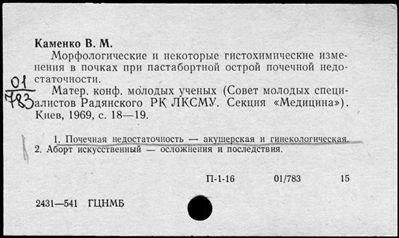 Каменко В. М.
Морфологические и некоторые гистохимические изме-
нения в почках при пастабортной острой почечной недо-
статочности.
01
783
Матер. конф. молодых ученых (Совет молодых специ-
алистов Радянского РК ЛКСМУ. Секция «Медицина»).
Киев, 1969, с. 18—19.
1. Почечная недостаточность — акушерская и гинекологическая.
2. Аборт искусственный — осложнения и последствия.
П-1-16 01/783 15
2431—541 ГЦНМБ